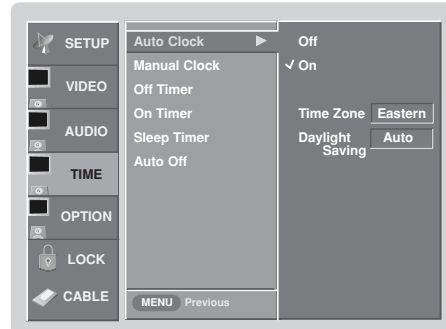 SETUP
VIDEO
AUDIO
TIME
OPTION
LOCK
CABLE
Auto Clock
Manual Clock
Off Timer
On Timer
Sleep Timer
Auto Off
MENU Previous
Off
✓ On
Time Zone Eastern
Daylight Auto
Saving